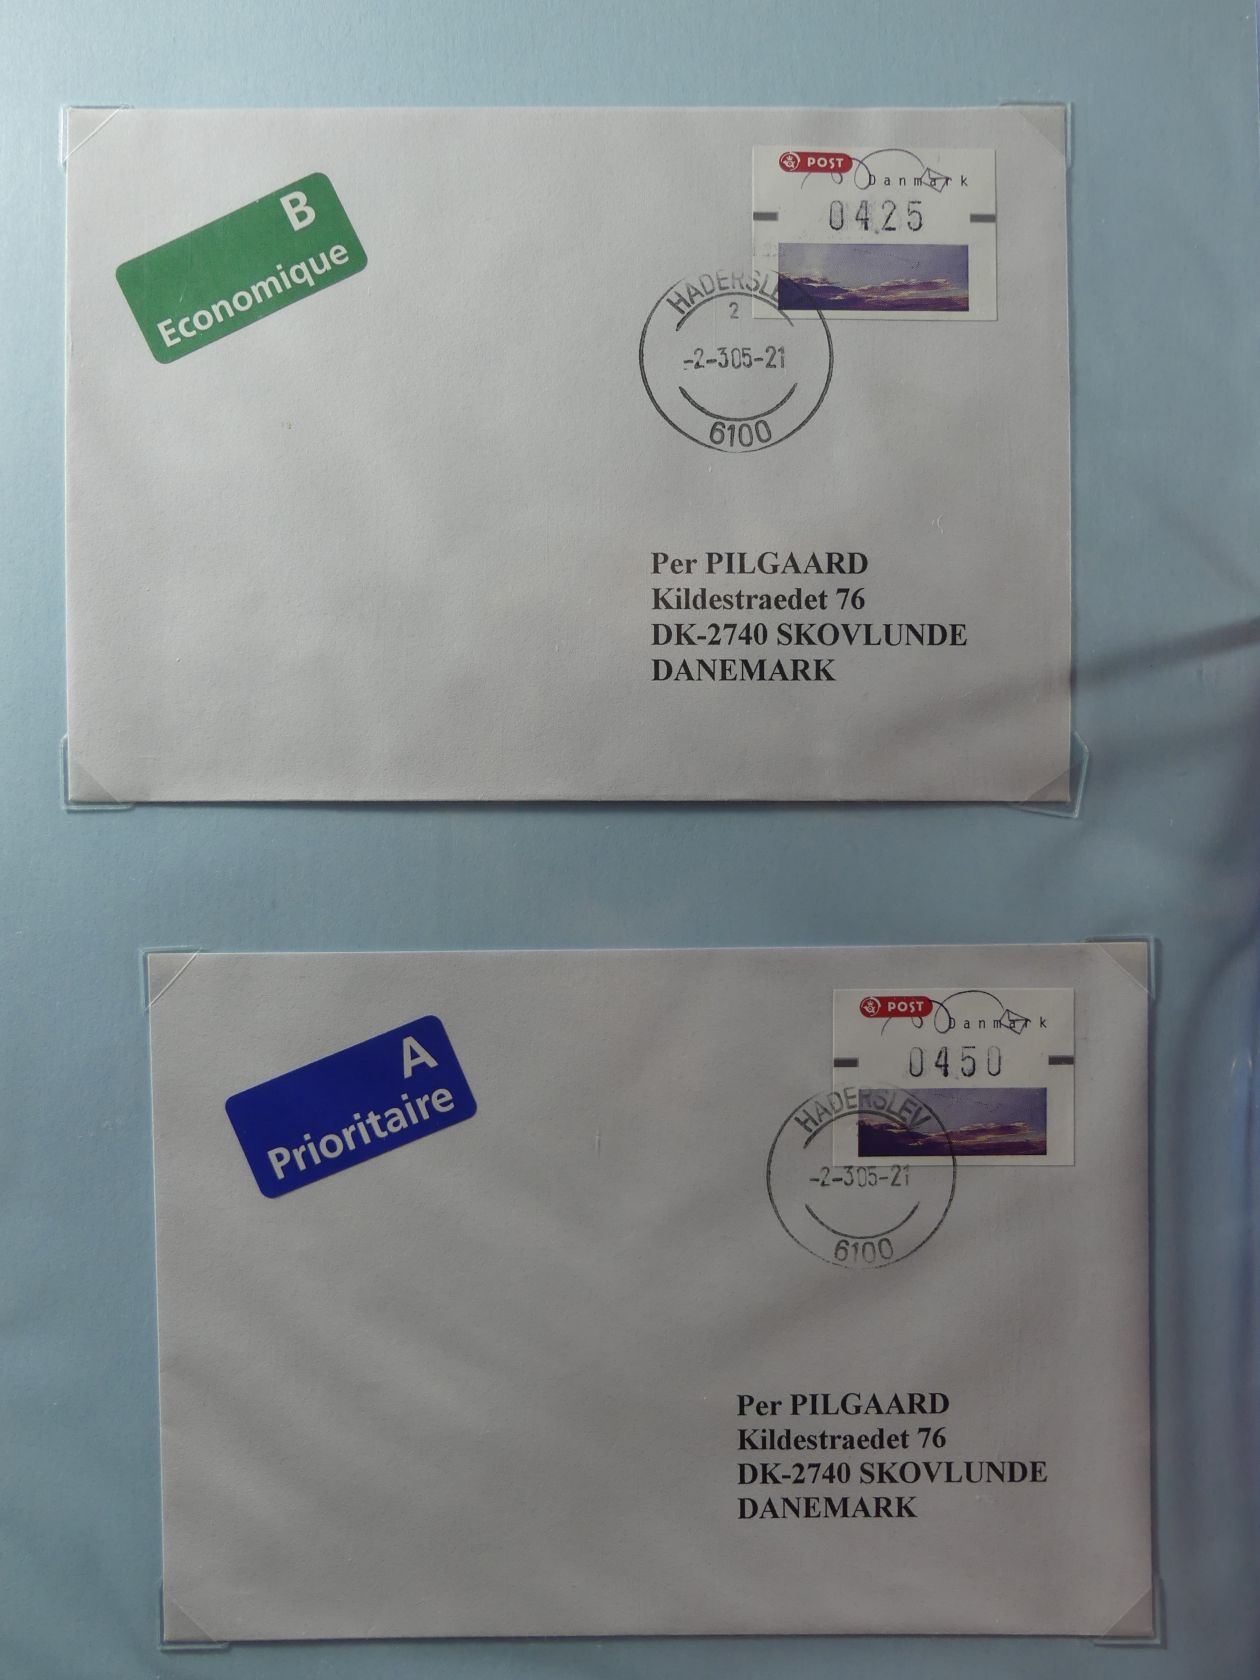 B
Economique
POST
Danmark
0425
HADERSLEV
2
-2-305-21
6100
Per PILGAARD
Kildestraedet 76
DK-2740 SKOVLUNDE
DANEMARK
A
Prioritaire
POST
Danmark
0450
HADERSLEV
-2-305-21
6100
Per PILGAARD
Kildestraedet 76
DK-2740 SKOVLUNDE
DANEMARK